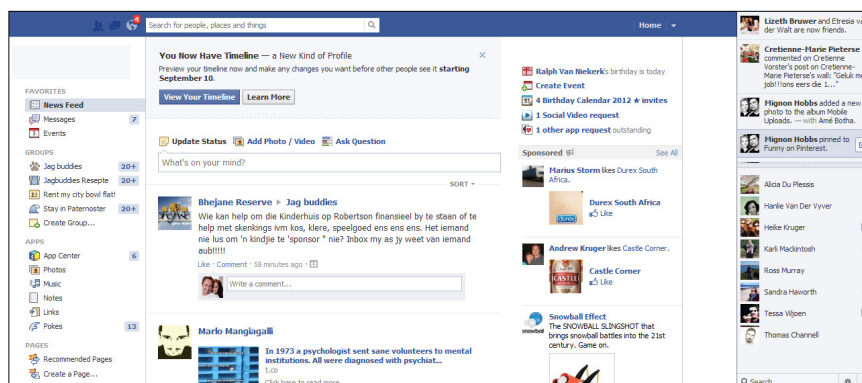 4
Search for people, places and things
Home
FAVORITES
News Feed
Messages 7
Events
GROUPS
Jag buddies 20+
Jagbuddies Resepte 20+
Rent my city bowl flat!
Stay in Paternoster 20+
Create Group...
APPS
App Center 6
Photos
Music
Notes
Links
Pokes 13
PAGES
Recommended Pages
Create a Page...
You Now Have Timeline — a New Kind of Profile
Preview your timeline now and make any changes you want before other people see it starting
September 10.
View Your Timeline Learn More
Update Status Add Photo / Video Ask Question
What's on your mind?
SORT
Bhejane Reserve ▸ Jag buddies
Wie kan help om die Kinderhuis op Robertson finansieel by te staan of te
help met skenkings ivm kos, klere, speelgoed ens ens ens. Het iemand
nie lus om 'n kindjie te 'sponsor " nie? Inbox my as jy weet van iemand
aub!!!!!
Like · Comment · 58 minutes ago ·
Write a comment...
Marlo Mangiagalli
In 1973 a psychologist sent sane volunteers to mental
institutions. All were diagnosed with psychiat...
t.co
Click here to read more
Ralph Van Niekerk's birthday is today
Create Event
31 4 Birthday Calendar 2012 ★ invites
1 Social Video request
1 other app request outstanding
Sponsored See All
Marius Storm likes Durex South
Africa.
Durex South Africa
durex
Like
Andrew Kruger likes Castle Corner.
Castle Corner
CASTLE
Like
Snowball Effect
The SNOWBALL SLINGSHOT that
brings snowball battles into the 21st
century. Game on.
snowball
Lizeth Bruwer and Etresia va
der Walt are now friends.
Cretienne-Marie Pieterse
commented on Cretienne
Vorster's post on Cretienne-
Marie Pieterse's wall: "Geluk me
job!!!ons eers die 1..."
Mignon Hobbs added a new
photo to the album Mobile
Uploads. — with Amé Botha.
Mignon Hobbs pinned to
Funny on Pinterest.
Alicia Du Plessis
Hanlie Van Der Vyver
Heike Kruger
Karli Mackintosh
Ross Murray
Sandra Haworth
Tessa Viljoen
Thomas Channell
Search